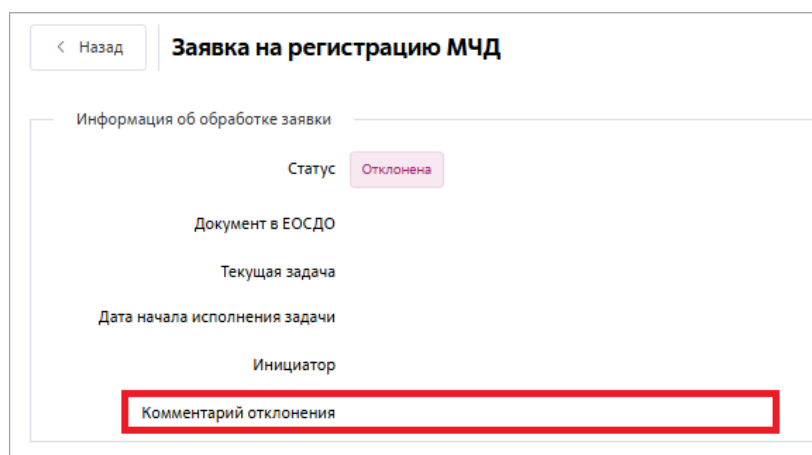 Назад
Заявка на регистрацию МЧД
Информация об обработке заявки
Статус Отклонена
Документ в ЕОСДО
Текущая задача
Дата начала исполнения задачи
Инициатор
Комментарий отклонения